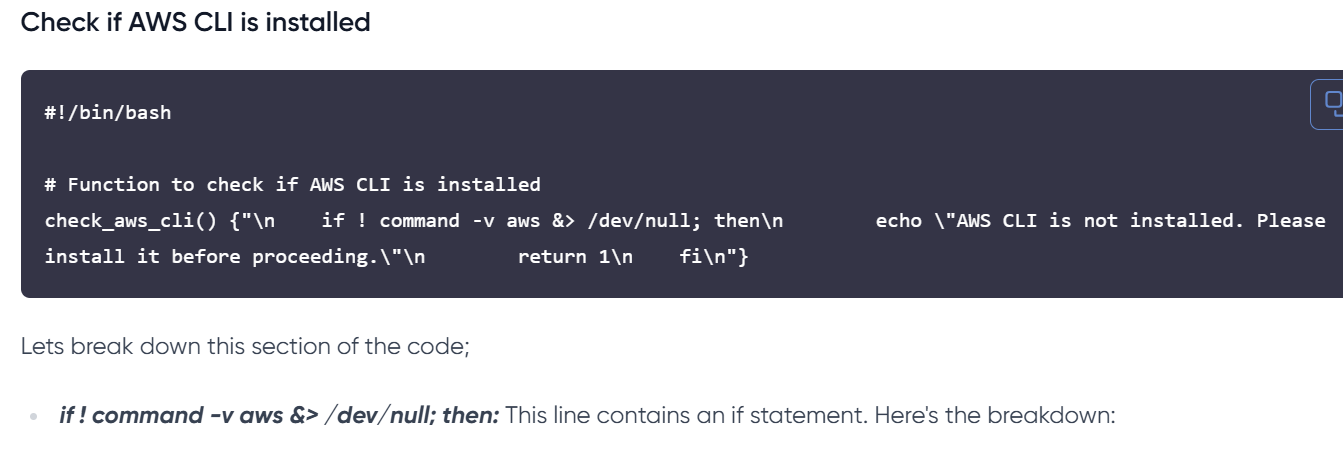 Check if AWS CLI is installed
#!/bin/bash
# Function to check if AWS CLI is installed
check_aws_cli() {"\n    if ! command -v aws &> /dev/null; then\n        echo \"AWS CLI is not installed. Please
install it before proceeding.\"\n        return 1\n    fi\n"}
Lets break down this section of the code;
if ! command -v aws &> /dev/null; then: This line contains an if statement. Here's the breakdown: